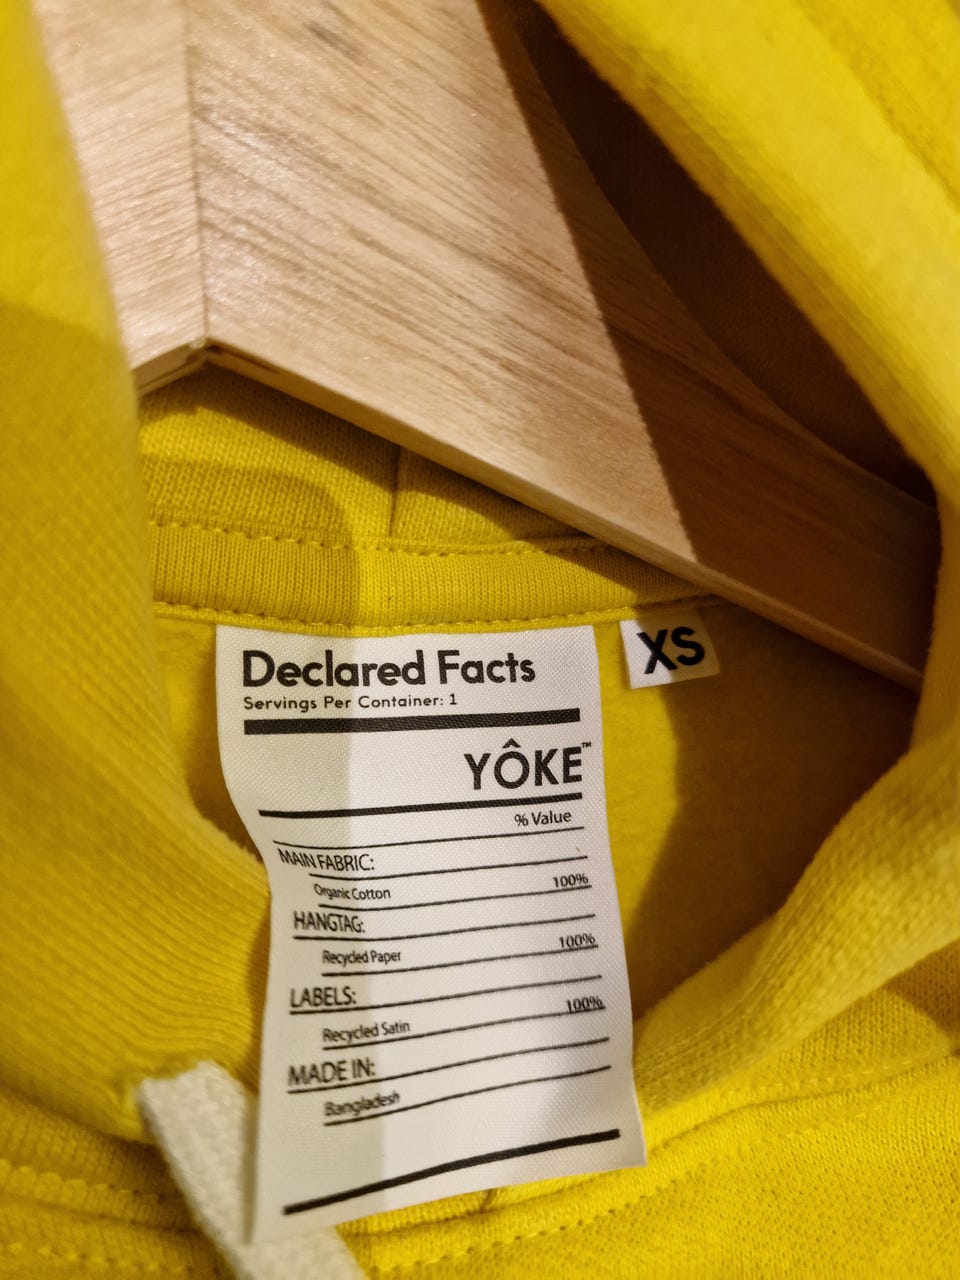 Declared Facts
Servings Per Container: 1
XS
YÔKE™
% Value
MAIN FABRIC:
Organic Cotton 100%
HANGTAG:
Recycled Paper 100%
LABELS:
Recycled Satin 100%
MADE IN:
Bangladesh